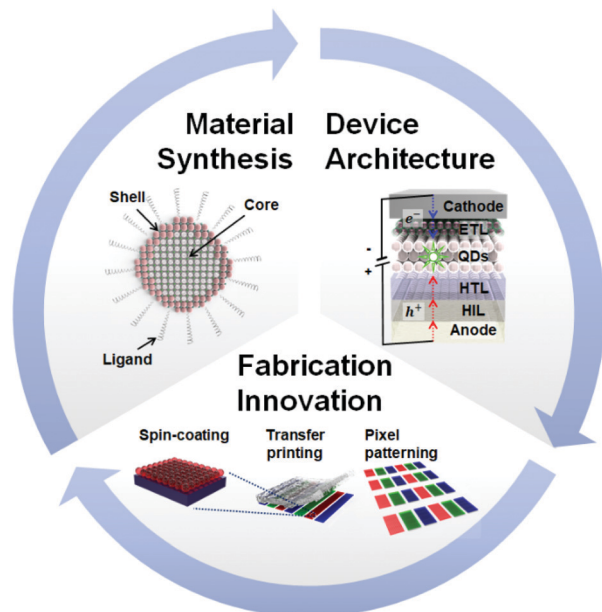 Material
Synthesis
Shell
Core
Ligand
Device
Architecture
Cathode
e⁻
ETL
-
QDs
+
HTL
h⁺
HIL
Anode
Fabrication
Innovation
Spin-coating
Transfer
printing
Pixel
patterning